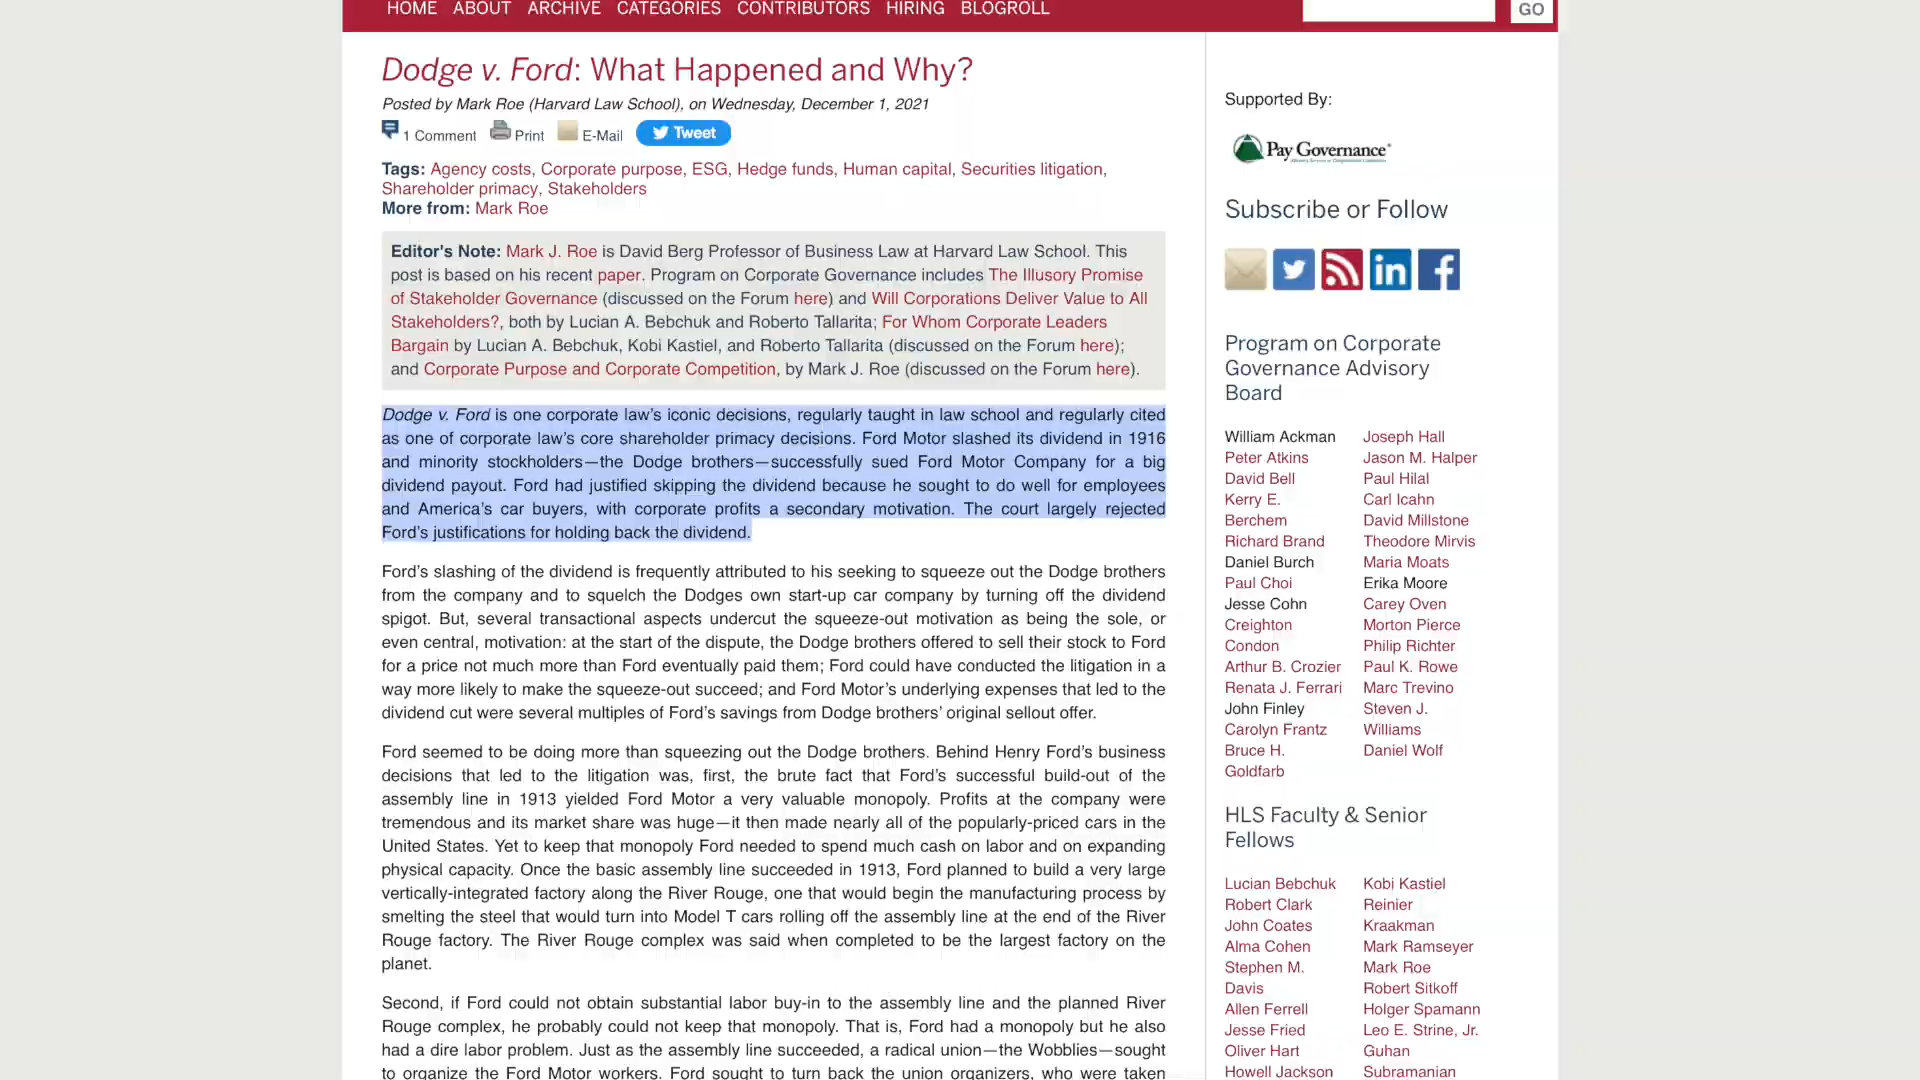 HOME ABOUT ARCHIVE CATEGORIES CONTRIBUTORS HIRING BLOGROLL
GO
Dodge v. Ford: What Happened and Why?
Posted by Mark Roe (Harvard Law School), on Wednesday, December 1, 2021
1 Comment Print E-Mail Tweet
Tags: Agency costs, Corporate purpose, ESG, Hedge funds, Human capital, Securities litigation,
Shareholder primacy, Stakeholders
More from: Mark Roe
Editor's Note: Mark J. Roe is David Berg Professor of Business Law at Harvard Law School. This
post is based on his recent paper. Program on Corporate Governance includes The Illusory Promise
of Stakeholder Governance (discussed on the Forum here) and Will Corporations Deliver Value to All
Stakeholders?, both by Lucian A. Bebchuk and Roberto Tallarita; For Whom Corporate Leaders
Bargain by Lucian A. Bebchuk, Kobi Kastiel, and Roberto Tallarita (discussed on the Forum here);
and Corporate Purpose and Corporate Competition, by Mark J. Roe (discussed on the Forum here).
Dodge v. Ford is one corporate law’s iconic decisions, regularly taught in law school and regularly cited
as one of corporate law’s core shareholder primacy decisions. Ford Motor slashed its dividend in 1916
and minority stockholders—the Dodge brothers—successfully sued Ford Motor Company for a big
dividend payout. Ford had justified skipping the dividend because he sought to do well for employees
and America’s car buyers, with corporate profits a secondary motivation. The court largely rejected
Ford’s justifications for holding back the dividend.
Ford’s slashing of the dividend is frequently attributed to his seeking to squeeze out the Dodge brothers
from the company and to squelch the Dodges own start-up car company by turning off the dividend
spigot. But, several transactional aspects undercut the squeeze-out motivation as being the sole, or
even central, motivation: at the start of the dispute, the Dodge brothers offered to sell their stock to Ford
for a price not much more than Ford eventually paid them; Ford could have conducted the litigation in a
way more likely to make the squeeze-out succeed; and Ford Motor’s underlying expenses that led to the
dividend cut were several multiples of Ford’s savings from Dodge brothers’ original sellout offer.
Ford seemed to be doing more than squeezing out the Dodge brothers. Behind Henry Ford’s business
decisions that led to the litigation was, first, the brute fact that Ford’s successful build-out of the
assembly line in 1913 yielded Ford Motor a very valuable monopoly. Profits at the company were
tremendous and its market share was huge—it then made nearly all of the popularly-priced cars in the
United States. Yet to keep that monopoly Ford needed to spend much cash on labor and on expanding
physical capacity. Once the basic assembly line succeeded in 1913, Ford planned to build a very large
vertically-integrated factory along the River Rouge, one that would begin the manufacturing process by
smelting the steel that would turn into Model T cars rolling off the assembly line at the end of the River
Rouge factory. The River Rouge complex was said when completed to be the largest factory on the
planet.
Second, if Ford could not obtain substantial labor buy-in to the assembly line and the planned River
Rouge complex, he probably could not keep that monopoly. That is, Ford had a monopoly but he also
had a dire labor problem. Just as the assembly line succeeded, a radical union—the Wobblies—sought
to organize the Ford Motor workers. Ford sought to turn back the union organizers, who were taken
Supported By:
Pay Governance
Subscribe or Follow
Program on Corporate
Governance Advisory
Board
William Ackman
Peter Atkins
David Bell
Kerry E.
Berchem
Richard Brand
Daniel Burch
Paul Choi
Jesse Cohn
Creighton
Condon
Arthur B. Crozier
Renata J. Ferrari
John Finley
Carolyn Frantz
Bruce H.
Goldfarb
Joseph Hall
Jason M. Halper
Paul Hilal
Carl Icahn
David Millstone
Theodore Mirvis
Maria Moats
Erika Moore
Carey Oven
Morton Pierce
Philip Richter
Paul K. Rowe
Marc Trevino
Steven J.
Williams
Daniel Wolf
HLS Faculty & Senior
Fellows
Lucian Bebchuk
Robert Clark
John Coates
Alma Cohen
Stephen M.
Davis
Allen Ferrell
Jesse Fried
Oliver Hart
Howell Jackson
Kobi Kastiel
Reinier
Kraakman
Mark Ramseyer
Mark Roe
Robert Sitkoff
Holger Spamann
Leo E. Strine, Jr.
Guhan
Subramanian